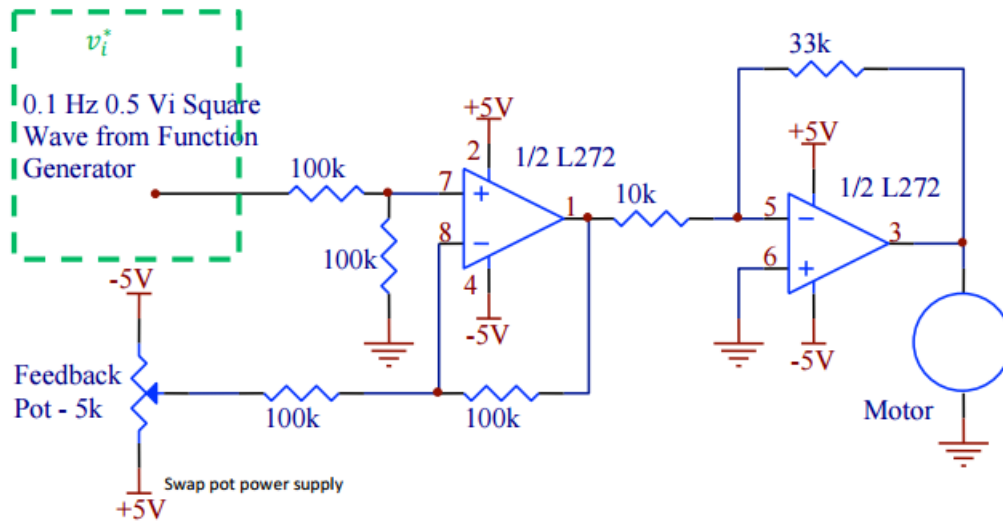 v_i^*
0.1 Hz 0.5 Vi Square
Wave from Function
Generator
100k
100k
+5V
2
1/2 L272
7
+
8
−
1
4
-5V
10k
33k
+5V
1/2 L272
5
−
6
+
3
-5V
-5V
Feedback
Pot - 5k
100k
100k
Motor
+5V
Swap pot power supply